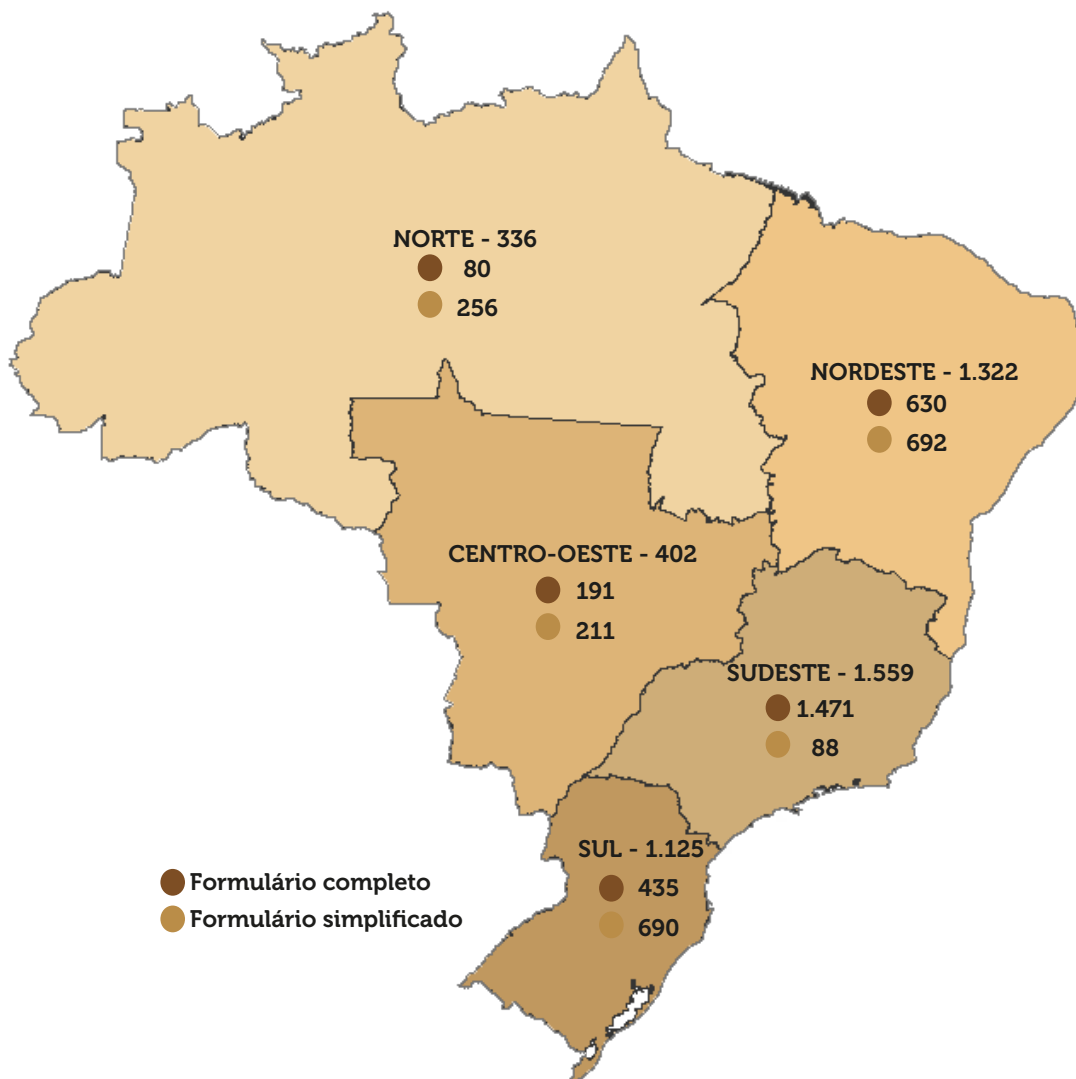 NORTE - 336
80
256
NORDESTE - 1.322
630
692
CENTRO-OESTE - 402
191
211
SUDESTE - 1.559
1.471
88
SUL - 1.125
435
690
Formulário completo
Formulário simplificado